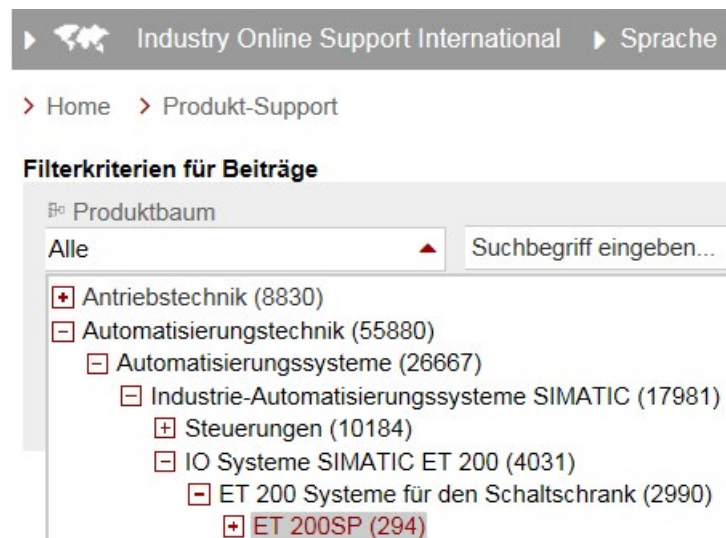 Industry Online Support International Sprache
Home Produkt-Support
Filterkriterien für Beiträge
Produktbaum
Alle Suchbegriff eingeben...
Antriebstechnik (8830)
Automatisierungstechnik (55880)
Automatisierungssysteme (26667)
Industrie-Automatisierungssysteme SIMATIC (17981)
Steuerungen (10184)
IO Systeme SIMATIC ET 200 (4031)
ET 200 Systeme für den Schaltschrank (2990)
ET 200SP (294)